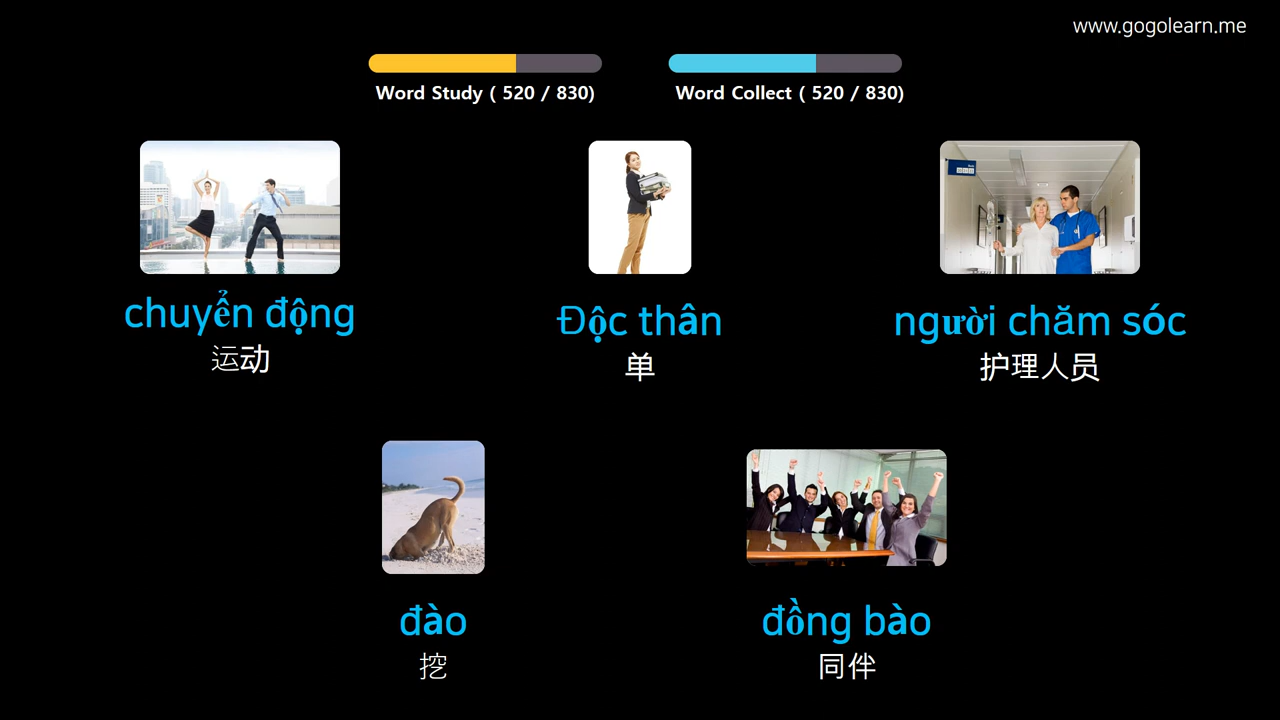 www.gogolearn.me
Word Study ( 520 / 830)
Word Collect ( 520 / 830)
chuyển động
运动
Độc thân
单
người chăm sóc
护理人员
đào
挖
đồng bào
同伴